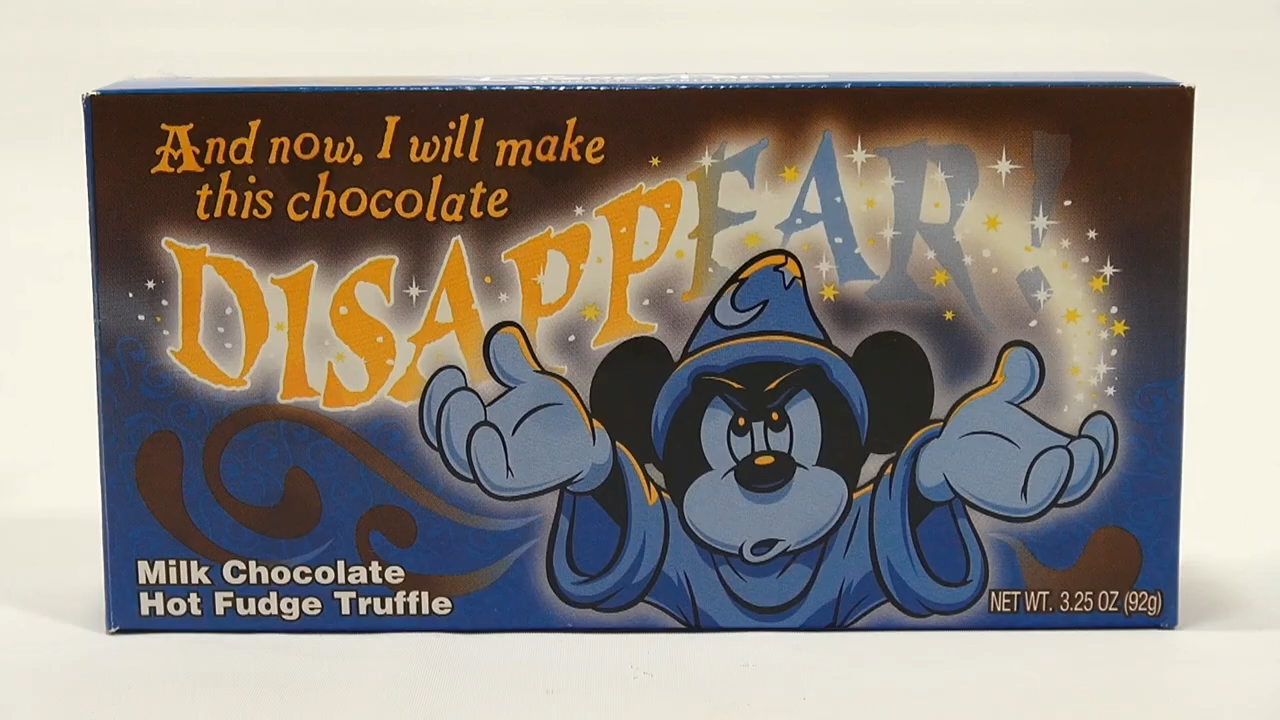 And now, I will make
this chocolate
DISAPPEAR!
Milk Chocolate
Hot Fudge Truffle
NET WT. 3.25 OZ (92g)